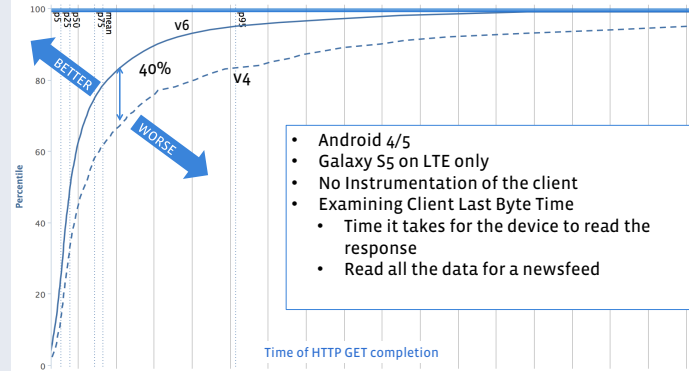 100
p5
p25
p50
p75
mean
v6
p95
BETTER
40%
v4
80
WORSE
• Android 4/5
• Galaxy S5 on LTE only
• No Instrumentation of the client
• Examining Client Last Byte Time
• Time it takes for the device to read the
response
• Read all the data for a newsfeed
60
Percentile
40
20
Time of HTTP GET completion
0